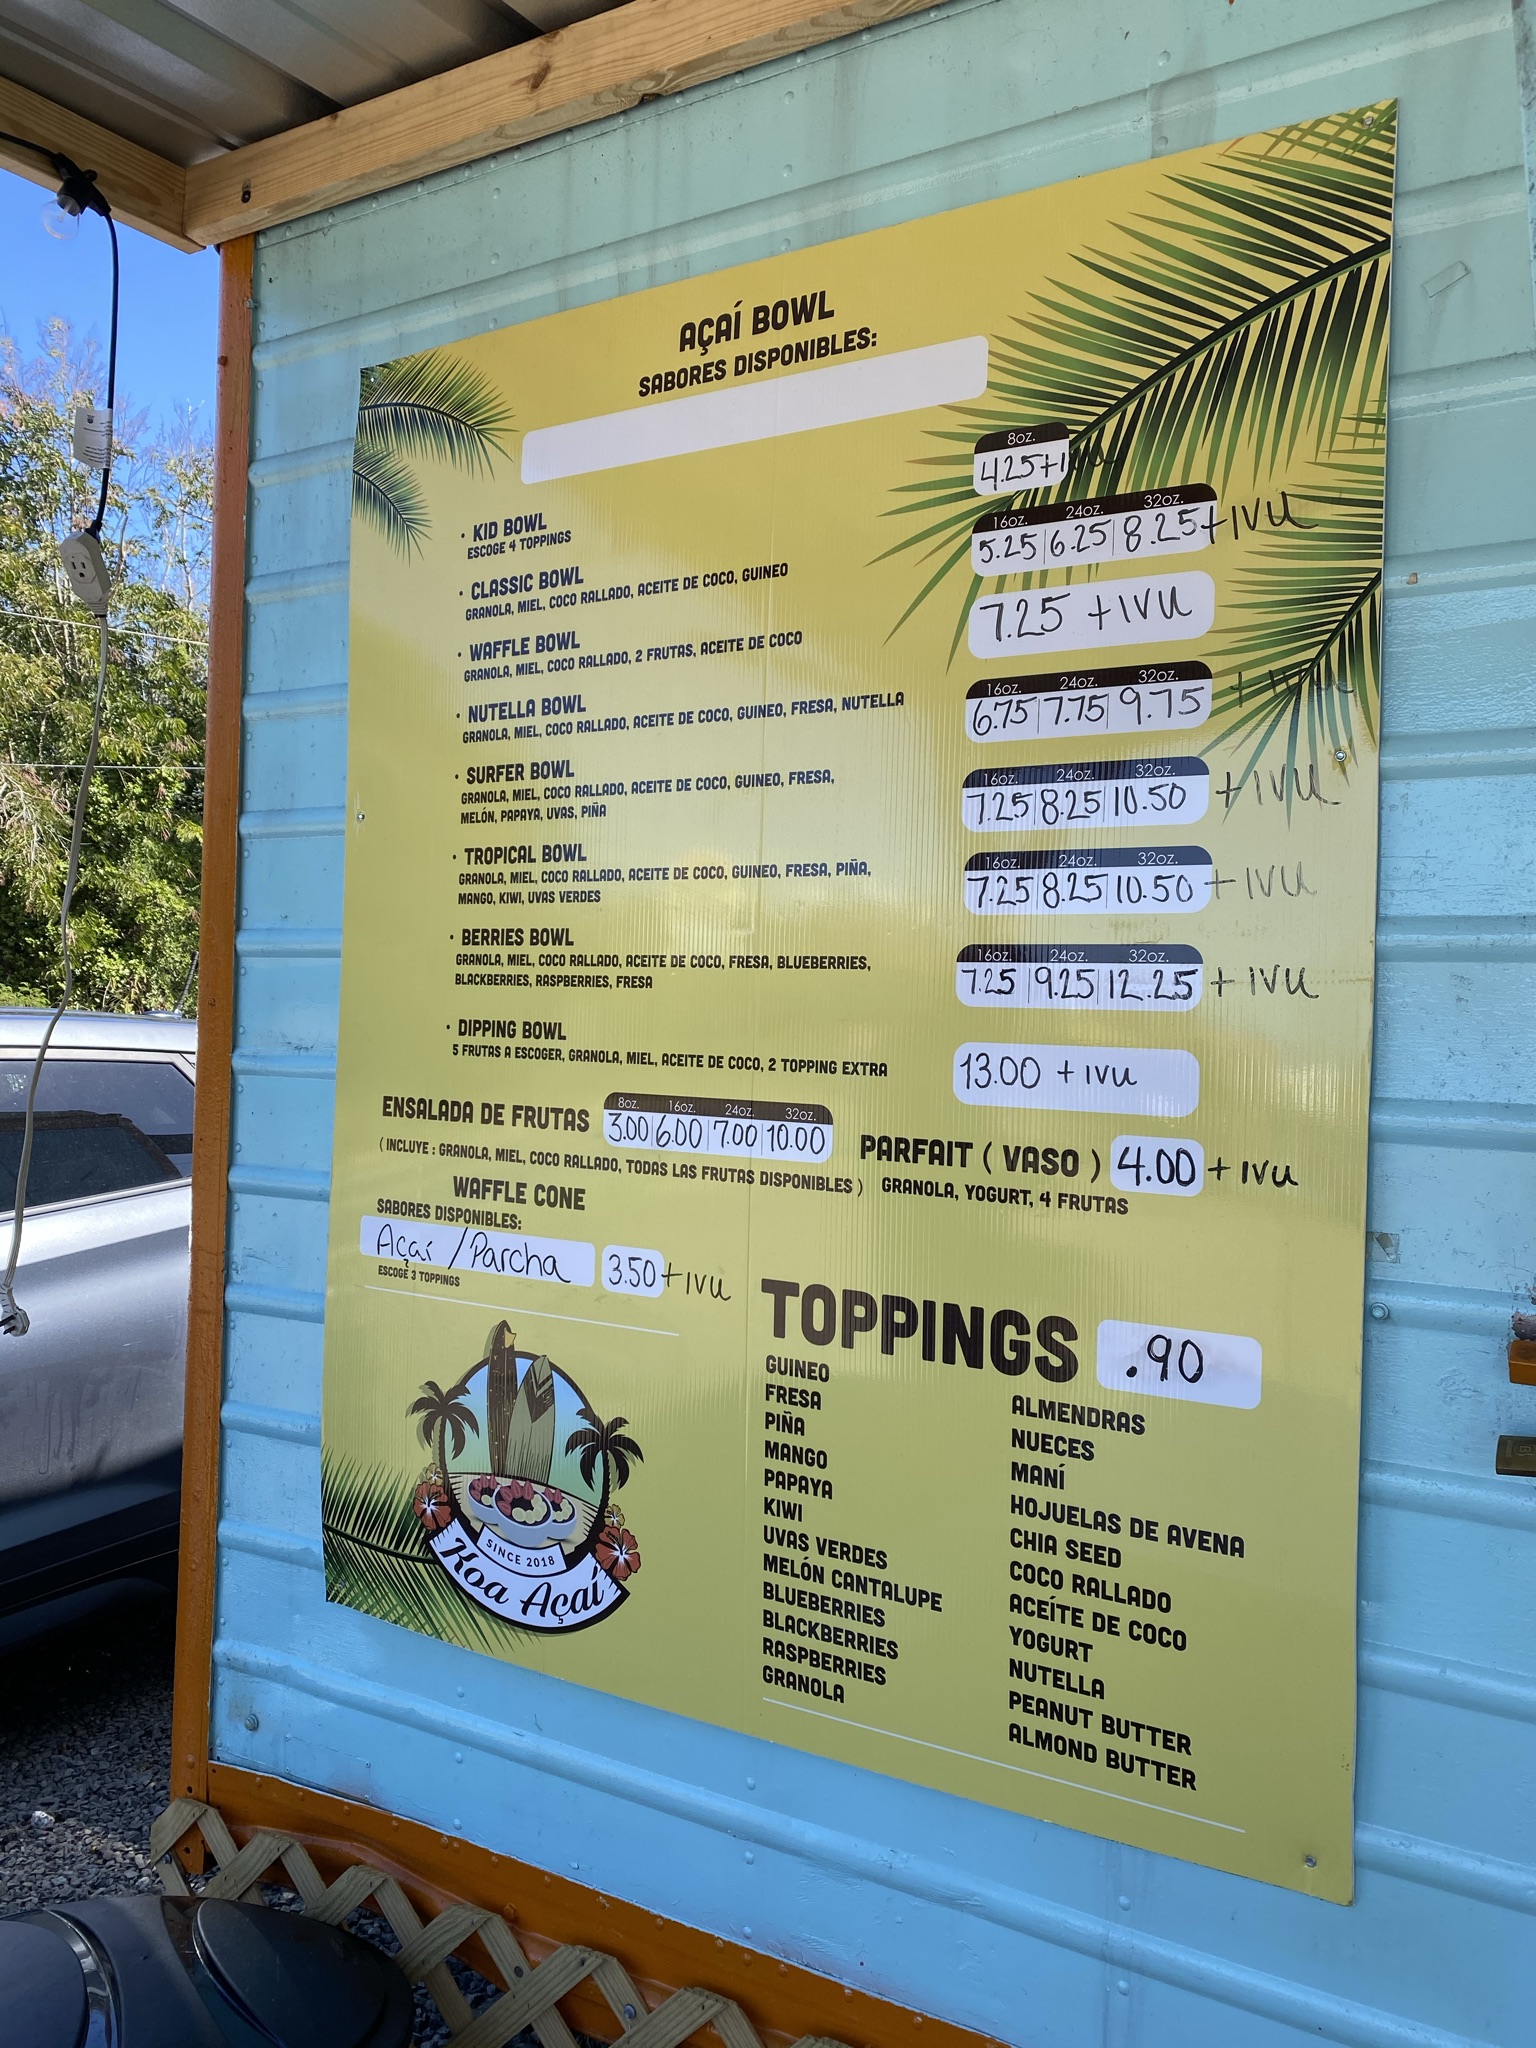 AÇAÍ BOWL
SABORES DISPONIBLES:
8oz.
4.25+IVU
• KID BOWL
ESCOGE 4 TOPPINGS
16oz. 24oz. 32oz.
5.25 6.25 8.25+IVU
• CLASSIC BOWL
GRANOLA, MIEL, COCO RALLADO, ACEITE DE COCO, GUINEO
7.25 +IVU
• WAFFLE BOWL
GRANOLA, MIEL, COCO RALLADO, 2 FRUTAS, ACEITE DE COCO
16oz. 24oz. 32oz.
6.75 7.75 9.75 +IVU
• NUTELLA BOWL
GRANOLA, MIEL, COCO RALLADO, ACEITE DE COCO, GUINEO, FRESA, NUTELLA
16oz. 24oz. 32oz.
7.25 8.25 10.50 +IVU
• SURFER BOWL
GRANOLA, MIEL, COCO RALLADO, ACEITE DE COCO, GUINEO, FRESA,
MELÓN, PAPAYA, UVAS, PIÑA
16oz. 24oz. 32oz.
7.25 8.25 10.50 +IVU
• TROPICAL BOWL
GRANOLA, MIEL, COCO RALLADO, ACEITE DE COCO, GUINEO, FRESA, PIÑA,
MANGO, KIWI, UVAS VERDES
16oz. 24oz. 32oz.
7.25 9.25 12.25 +IVU
• BERRIES BOWL
GRANOLA, MIEL, COCO RALLADO, ACEITE DE COCO, FRESA, BLUEBERRIES,
BLACKBERRIES, RASPBERRIES, FRESA
• DIPPING BOWL
5 FRUTAS A ESCOGER, GRANOLA, MIEL, ACEITE DE COCO, 2 TOPPING EXTRA
13.00 +IVU
8oz. 16oz. 24oz. 32oz.
ENSALADA DE FRUTAS 3.00 6.00 7.00 10.00
(INCLUYE : GRANOLA, MIEL, COCO RALLADO, TODAS LAS FRUTAS DISPONIBLES)
PARFAIT ( VASO ) 4.00 +IVU
GRANOLA, YOGURT, 4 FRUTAS
WAFFLE CONE
SABORES DISPONIBLES:
Açaí /Parcha 3.50 +IVU
ESCOGE 3 TOPPINGS
SINCE 2018
Koa Açaí
TOPPINGS .90
GUINEO
FRESA
PIÑA
MANGO
PAPAYA
KIWI
UVAS VERDES
MELÓN CANTALUPE
BLUEBERRIES
BLACKBERRIES
RASPBERRIES
GRANOLA
ALMENDRAS
NUECES
MANÍ
HOJUELAS DE AVENA
CHIA SEED
COCO RALLADO
ACEÍTE DE COCO
YOGURT
NUTELLA
PEANUT BUTTER
ALMOND BUTTER